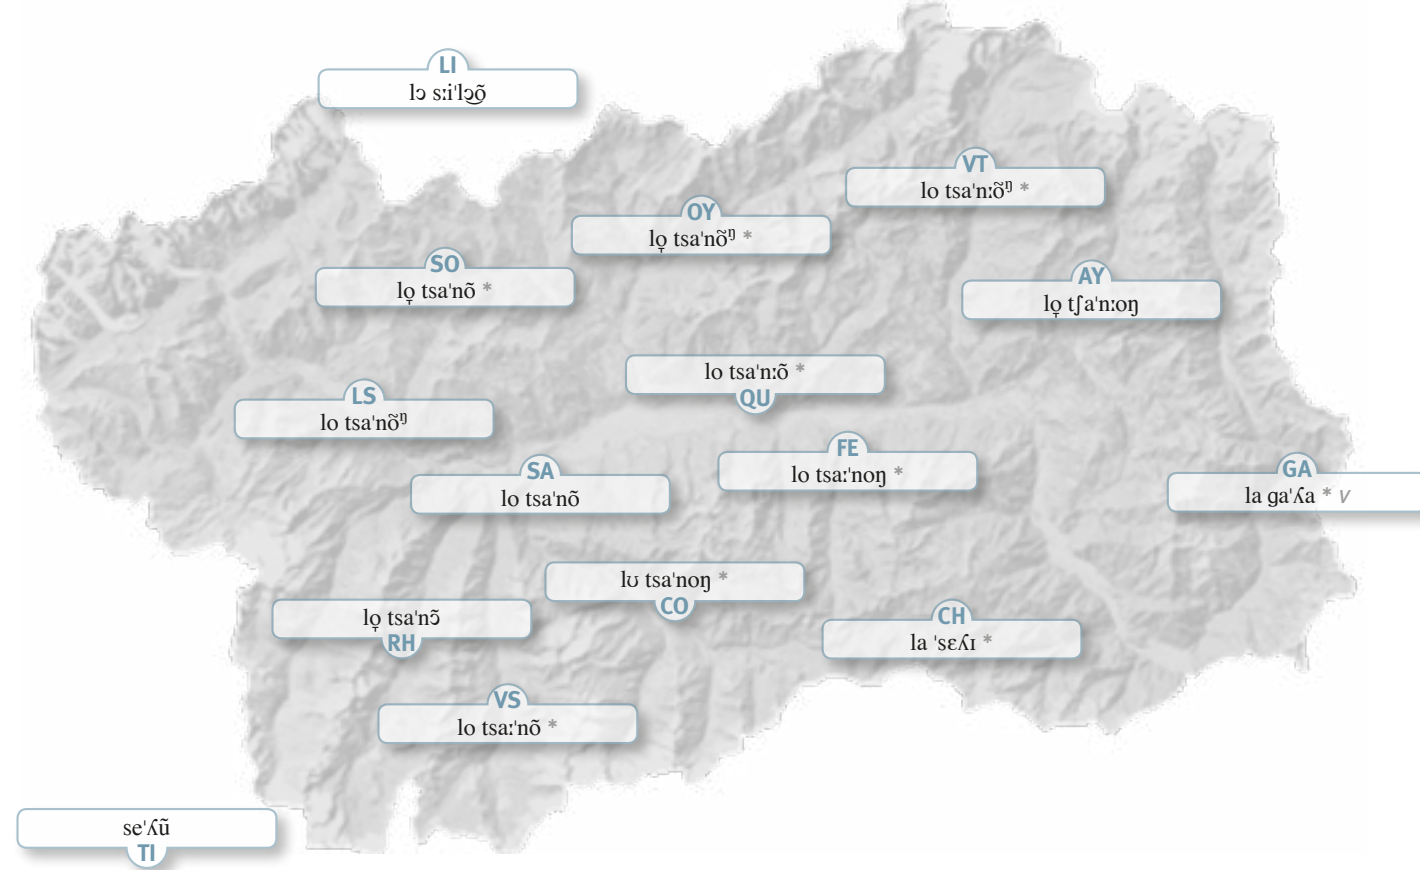 LI
lɔ sːiˈlɔ͜õ
VT
lo tsaˈnːõᵑ *
OY
lo̞ tsaˈnõᵑ *
SO
lo̞ tsaˈnõ *
AY
lo̞ tʃaˈnːoŋ
lo tsaˈnːõ *
QU
LS
lo tsaˈnõᵑ
FE
lo tsaːˈnoŋ *
SA
lo tsaˈnõ
GA
la ɡaˈʎa * V
lʊ tsaˈnoŋ *
CO
lo̞ tsaˈnɔ̃
RH
CH
la ˈsɛʎɪ *
VS
lo tsaːˈnõ *
seˈʎũ
TI